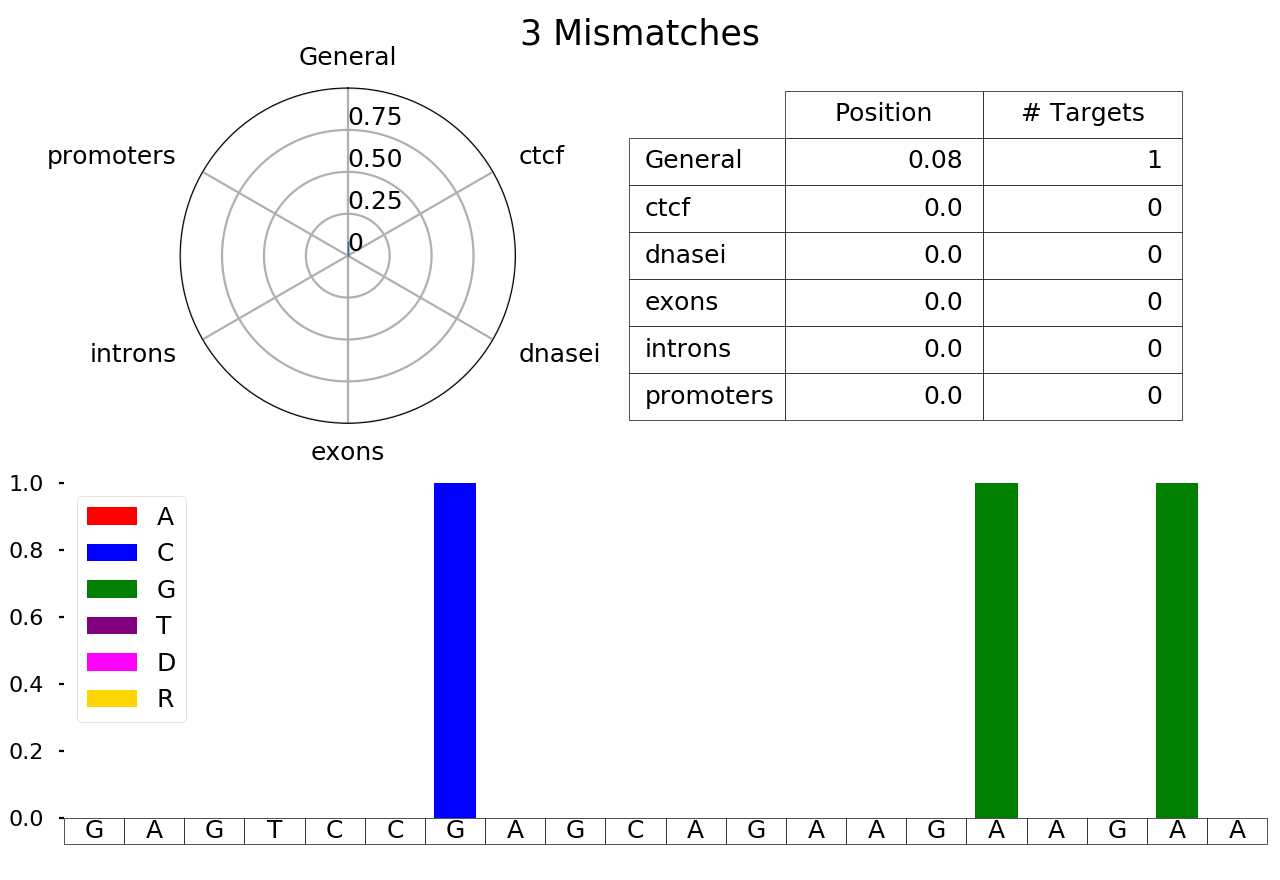 3 Mismatches
General
promoters
ctcf
introns
dnasei
exons
0.75
0.50
0.25
0
Position # Targets
General 0.08 1
ctcf 0.0 0
dnasei 0.0 0
exons 0.0 0
introns 0.0 0
promoters 0.0 0
1.0
0.8
0.6
0.4
0.2
0.0
A
C
G
T
D
R
G A G T C C G A G C A G A A G A A G A A